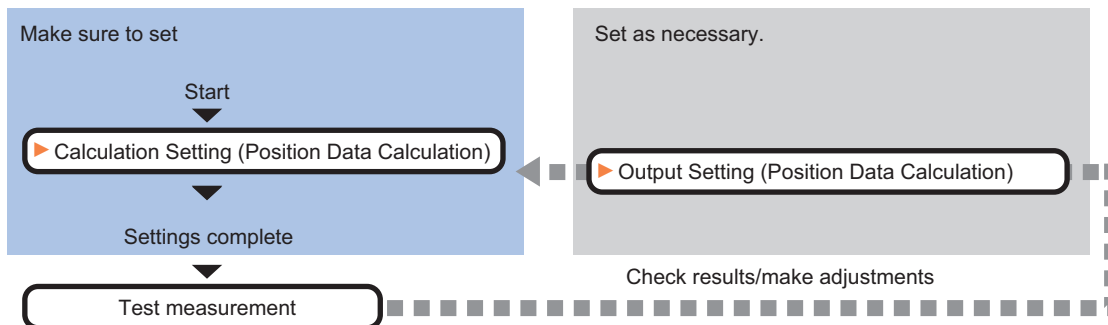 Make sure to set
Start
Calculation Setting (Position Data Calculation)
Settings complete
Test measurement
Set as necessary.
Output Setting (Position Data Calculation)
Check results/make adjustments